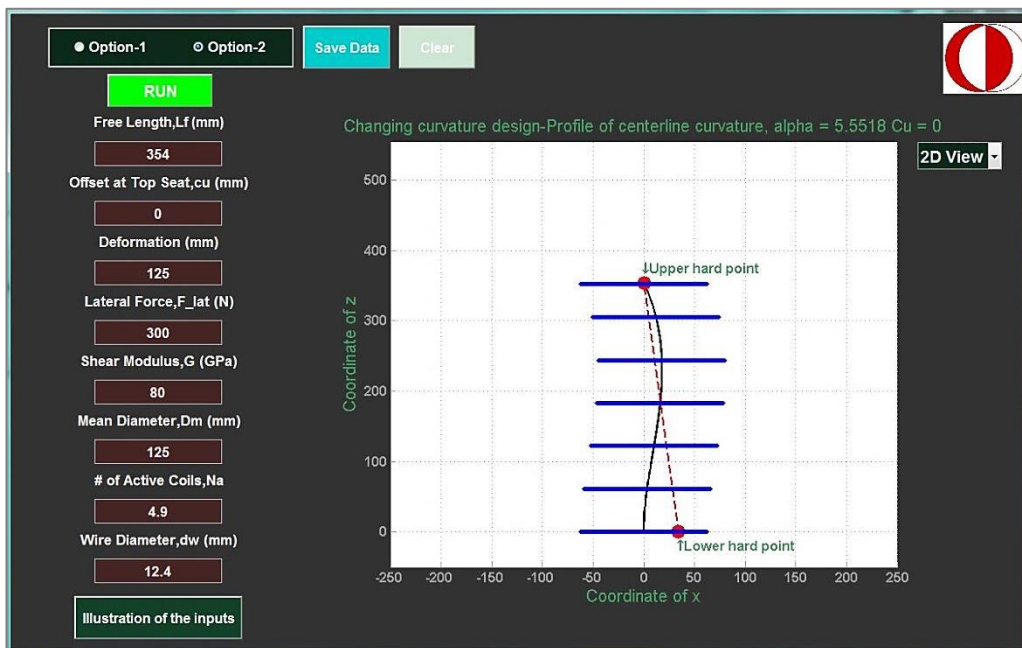 Option-1
Option-2
Save Data
Clear
RUN
Free Length,Lf (mm)
354
Offset at Top Seat,cu (mm)
0
Deformation (mm)
125
Lateral Force,F_lat (N)
300
Shear Modulus,G (GPa)
80
Mean Diameter,Dm (mm)
125
# of Active Coils,Na
4.9
Wire Diameter,dw (mm)
12.4
Illustration of the inputs
Changing curvature design-Profile of centerline curvature, alpha = 5.5518 Cu = 0
2D View
Coordinate of z
500
400
300
200
100
0
↓Upper hard point
↑Lower hard point
-250 -200 -150 -100 -50 0 50 100 150 200 250
Coordinate of x